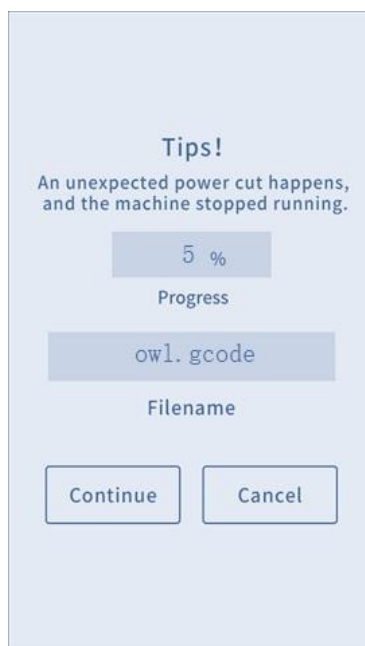 Tips!
An unexpected power cut happens,
and the machine stopped running.
5 %
Progress
owl.gcode
Filename
Continue Cancel